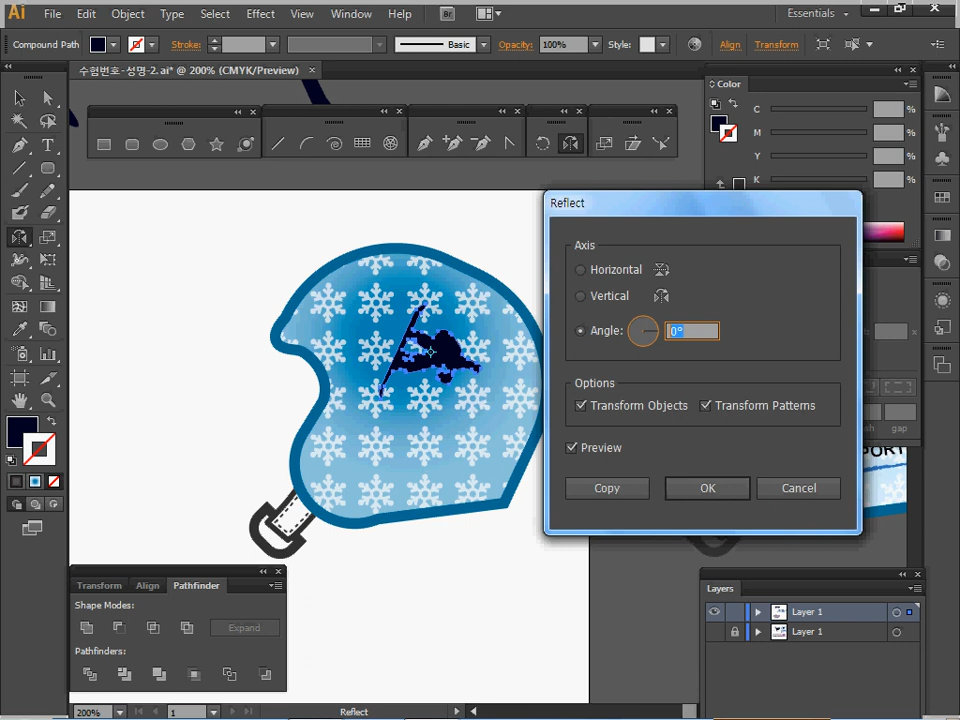 Ai File Edit Object Type Select Effect View Window Help Br Essentials
Compound Path Stroke: Basic Opacity: 100% Style: Align Transform
수험번호-성명-2.ai* @ 200% (CMYK/Preview) ×
Color
C %
M %
Y %
K %
Reflect
Axis
Horizontal
Vertical
Angle: 0°
Options
Transform Objects Transform Patterns
Preview
Copy OK Cancel
gap
PORT
Transform Align Pathfinder
Shape Modes:
Expand
Pathfinders:
Layers
Layer 1
Layer 1
200% 1 Reflect